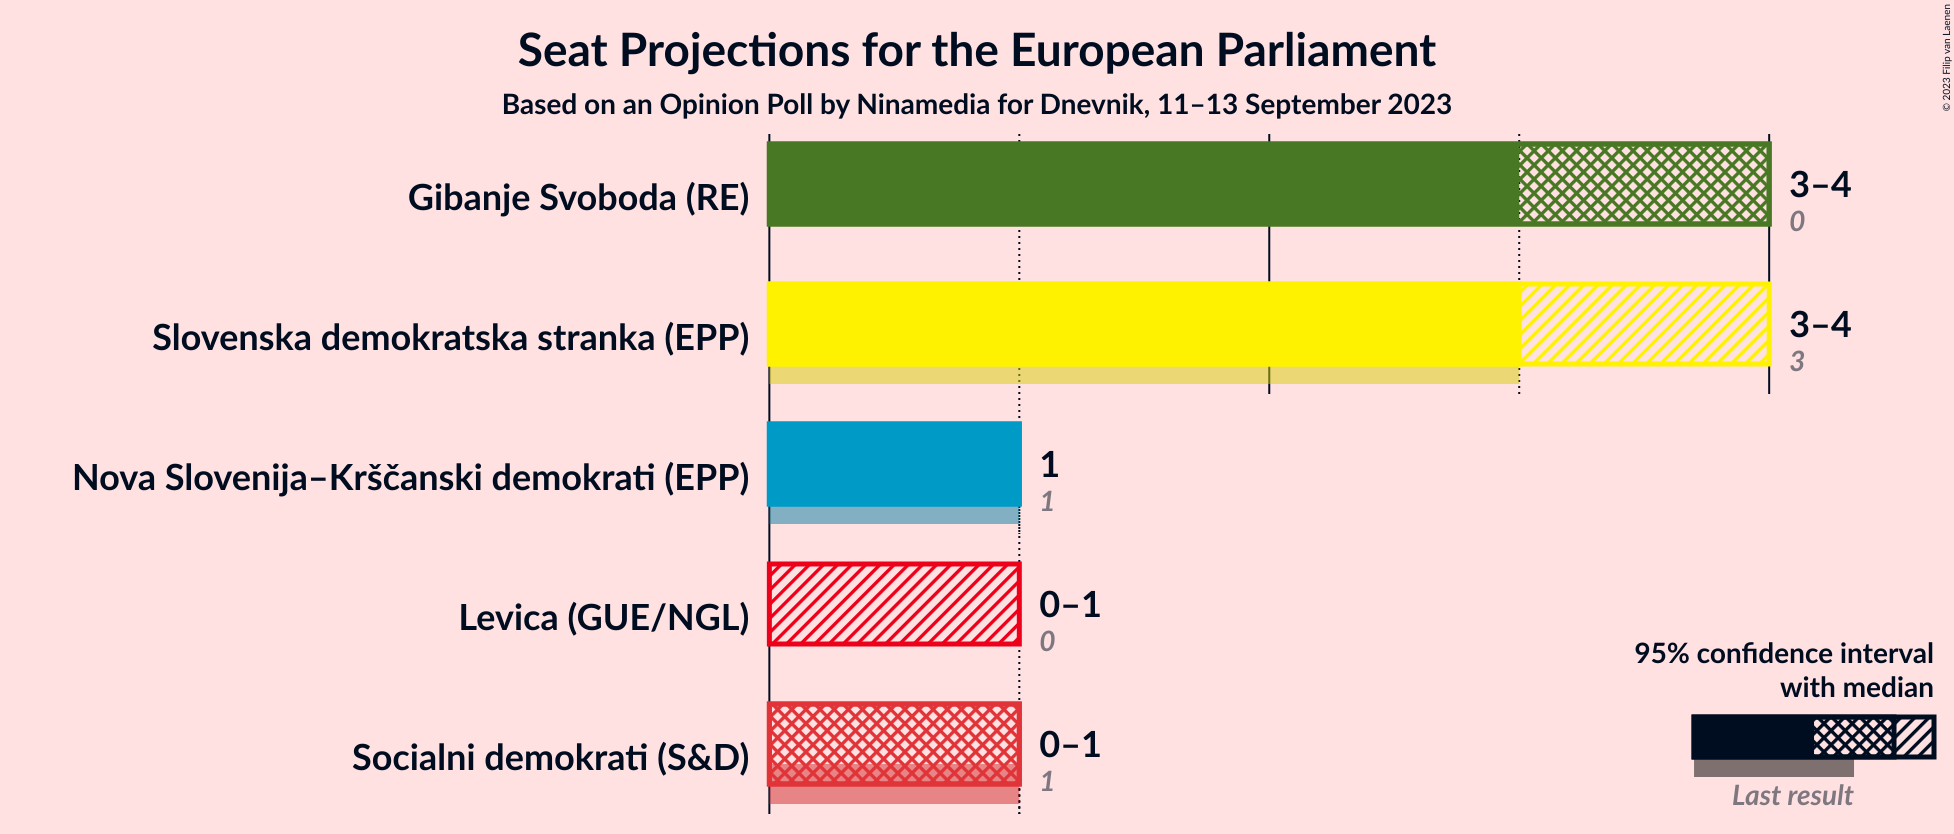 Seat Projections for the European Parliament
Based on an Opinion Poll by Ninamedia for Dnevnik, 11–13 September 2023
© 2023 Filip van Laenen
Gibanje Svoboda (RE)
3–4
0
Slovenska demokratska stranka (EPP)
3–4
3
Nova Slovenija–Krščanski demokrati (EPP)
1
1
Levica (GUE/NGL)
0–1
0
Socialni demokrati (S&D)
0–1
1
95% confidence interval
with median
Last result